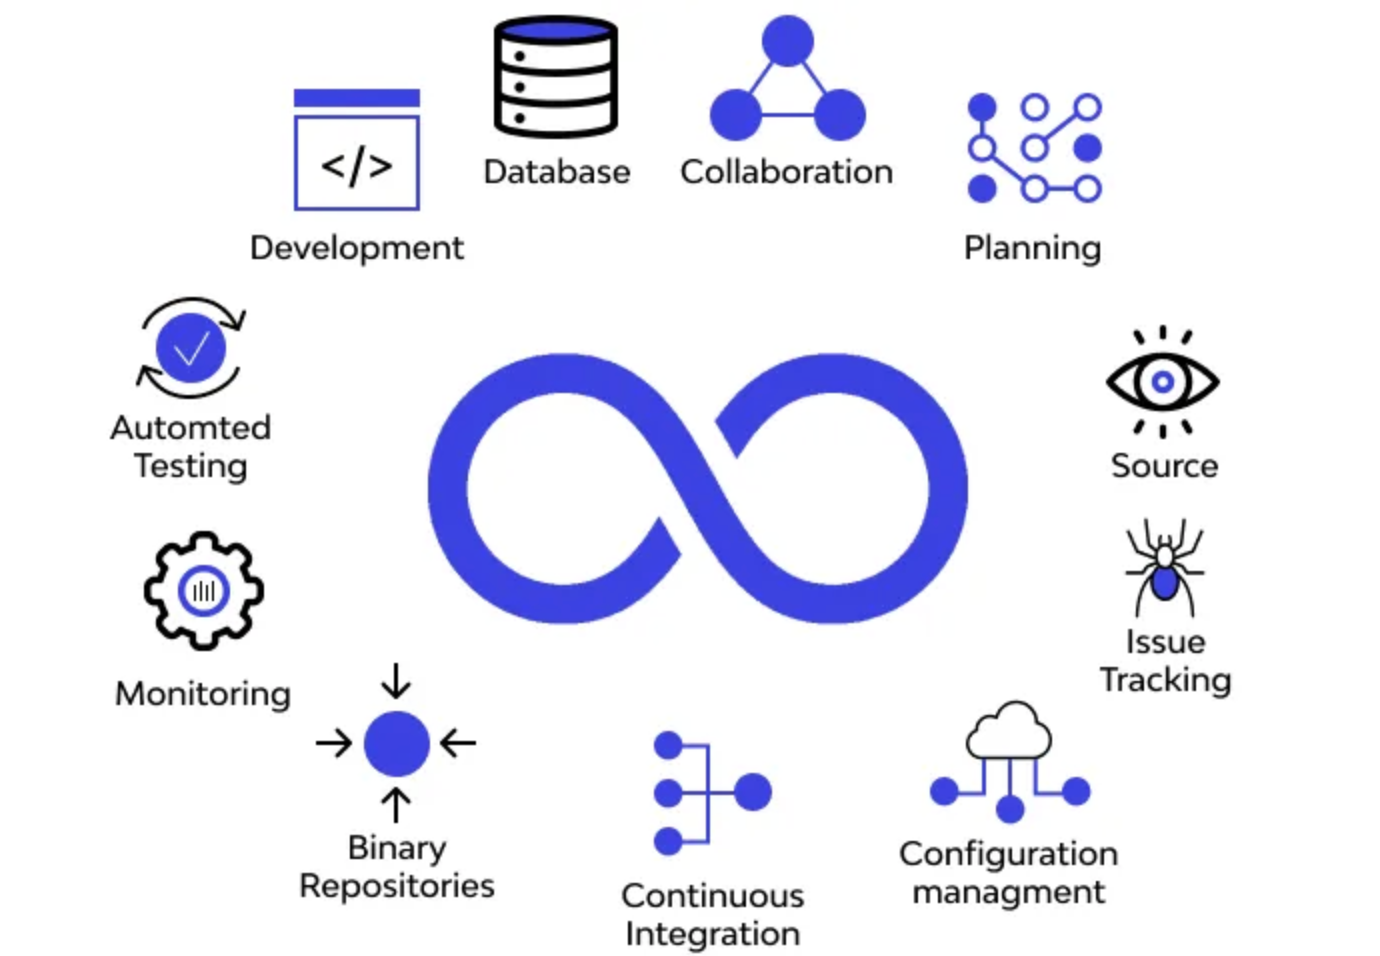 </>
Database
Collaboration
Development
Planning
Automted
Testing
Source
Issue
Tracking
Monitoring
Binary
Repositories
Configuration
managment
Continuous
Integration